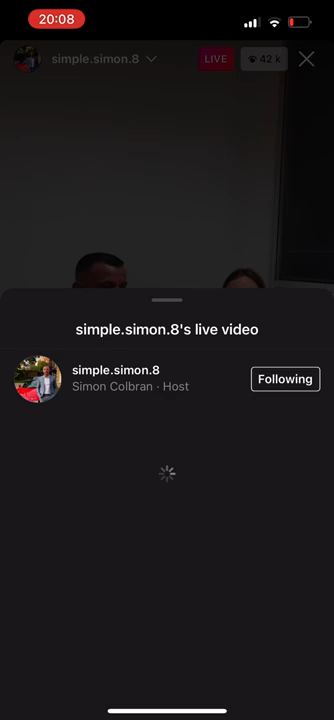 20:08
simple.simon.8
LIVE
42 k
simple.simon.8's live video
simple.simon.8
Simon Colbran · Host
Following